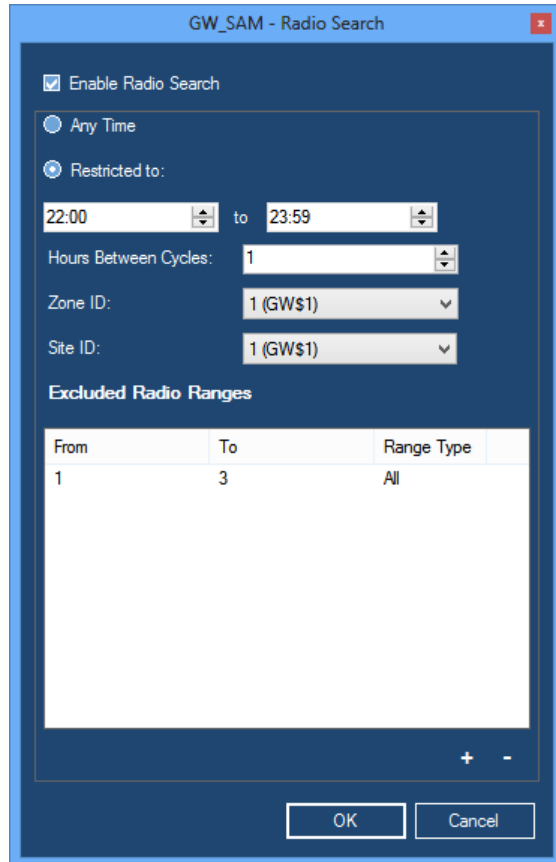 GW_SAM - Radio Search
x
Enable Radio Search
Any Time
Restricted to:
22:00 to 23:59
Hours Between Cycles: 1
Zone ID: 1 (GW$1)
Site ID: 1 (GW$1)
Excluded Radio Ranges
From To Range Type
1 3 All
+ -
OK Cancel